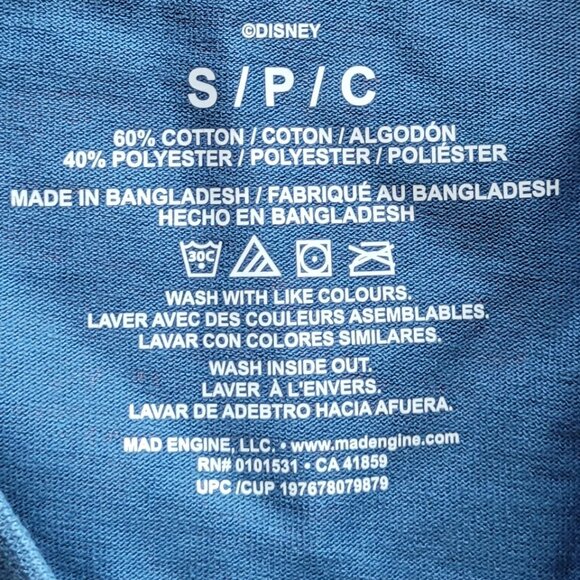 ©DISNEY
S / P / C
60% COTTON / COTON / ALGODÓN
40% POLYESTER / POLYESTER / POLIÉSTER
MADE IN BANGLADESH / FABRIQUÉ AU BANGLADESH
HECHO EN BANGLADESH
30C
WASH WITH LIKE COLOURS.
LAVER AVEC DES COULEURS ASEMBLABLES.
LAVAR CON COLORES SIMILARES.
WASH INSIDE OUT.
LAVER À L'ENVERS.
LAVAR DE ADEBTRO HACIA AFUERA.
MAD ENGINE, LLC. • www.madengine.com
RN# 0101531 • CA 41859
UPC /CUP 197678079879